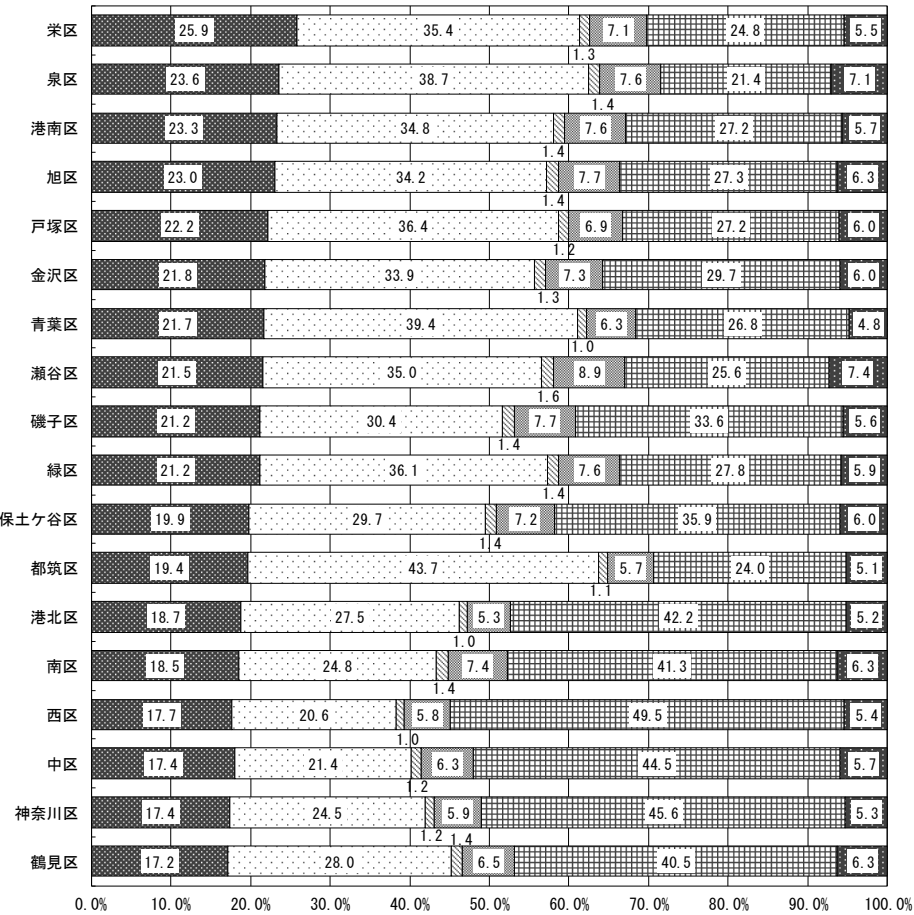 栄区 25.9 35.4 1.3 7.1 24.8 5.5
泉区 23.6 38.7 1.4 7.6 21.4 7.1
港南区 23.3 34.8 1.4 7.6 27.2 5.7
旭区 23.0 34.2 1.4 7.7 27.3 6.3
戸塚区 22.2 36.4 1.2 6.9 27.2 6.0
金沢区 21.8 33.9 1.3 7.3 29.7 6.0
青葉区 21.7 39.4 1.0 6.3 26.8 4.8
瀬谷区 21.5 35.0 1.6 8.9 25.6 7.4
磯子区 21.2 30.4 1.4 7.7 33.6 5.6
緑区 21.2 36.1 1.4 7.6 27.8 5.9
保土ケ谷区 19.9 29.7 1.4 7.2 35.9 6.0
都筑区 19.4 43.7 1.1 5.7 24.0 5.1
港北区 18.7 27.5 1.0 5.3 42.2 5.2
南区 18.5 24.8 1.4 7.4 41.3 6.3
西区 17.7 20.6 1.0 5.8 49.5 5.4
中区 17.4 21.4 1.2 6.3 44.5 5.7
神奈川区 17.4 24.5 1.2 5.9 45.6 5.3
鶴見区 17.2 28.0 1.4 6.5 40.5 6.3
0.0% 10.0% 20.0% 30.0% 40.0% 50.0% 60.0% 70.0% 80.0% 90.0% 100.0%